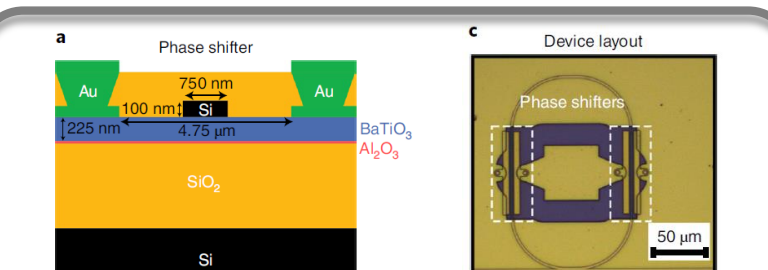 a
Phase shifter
Au
750 nm
Au
100 nm
Si
225 nm
4.75 µm
BaTiO₃
Al₂O₃
SiO₂
Si
c
Device layout
Phase shifters
50 µm